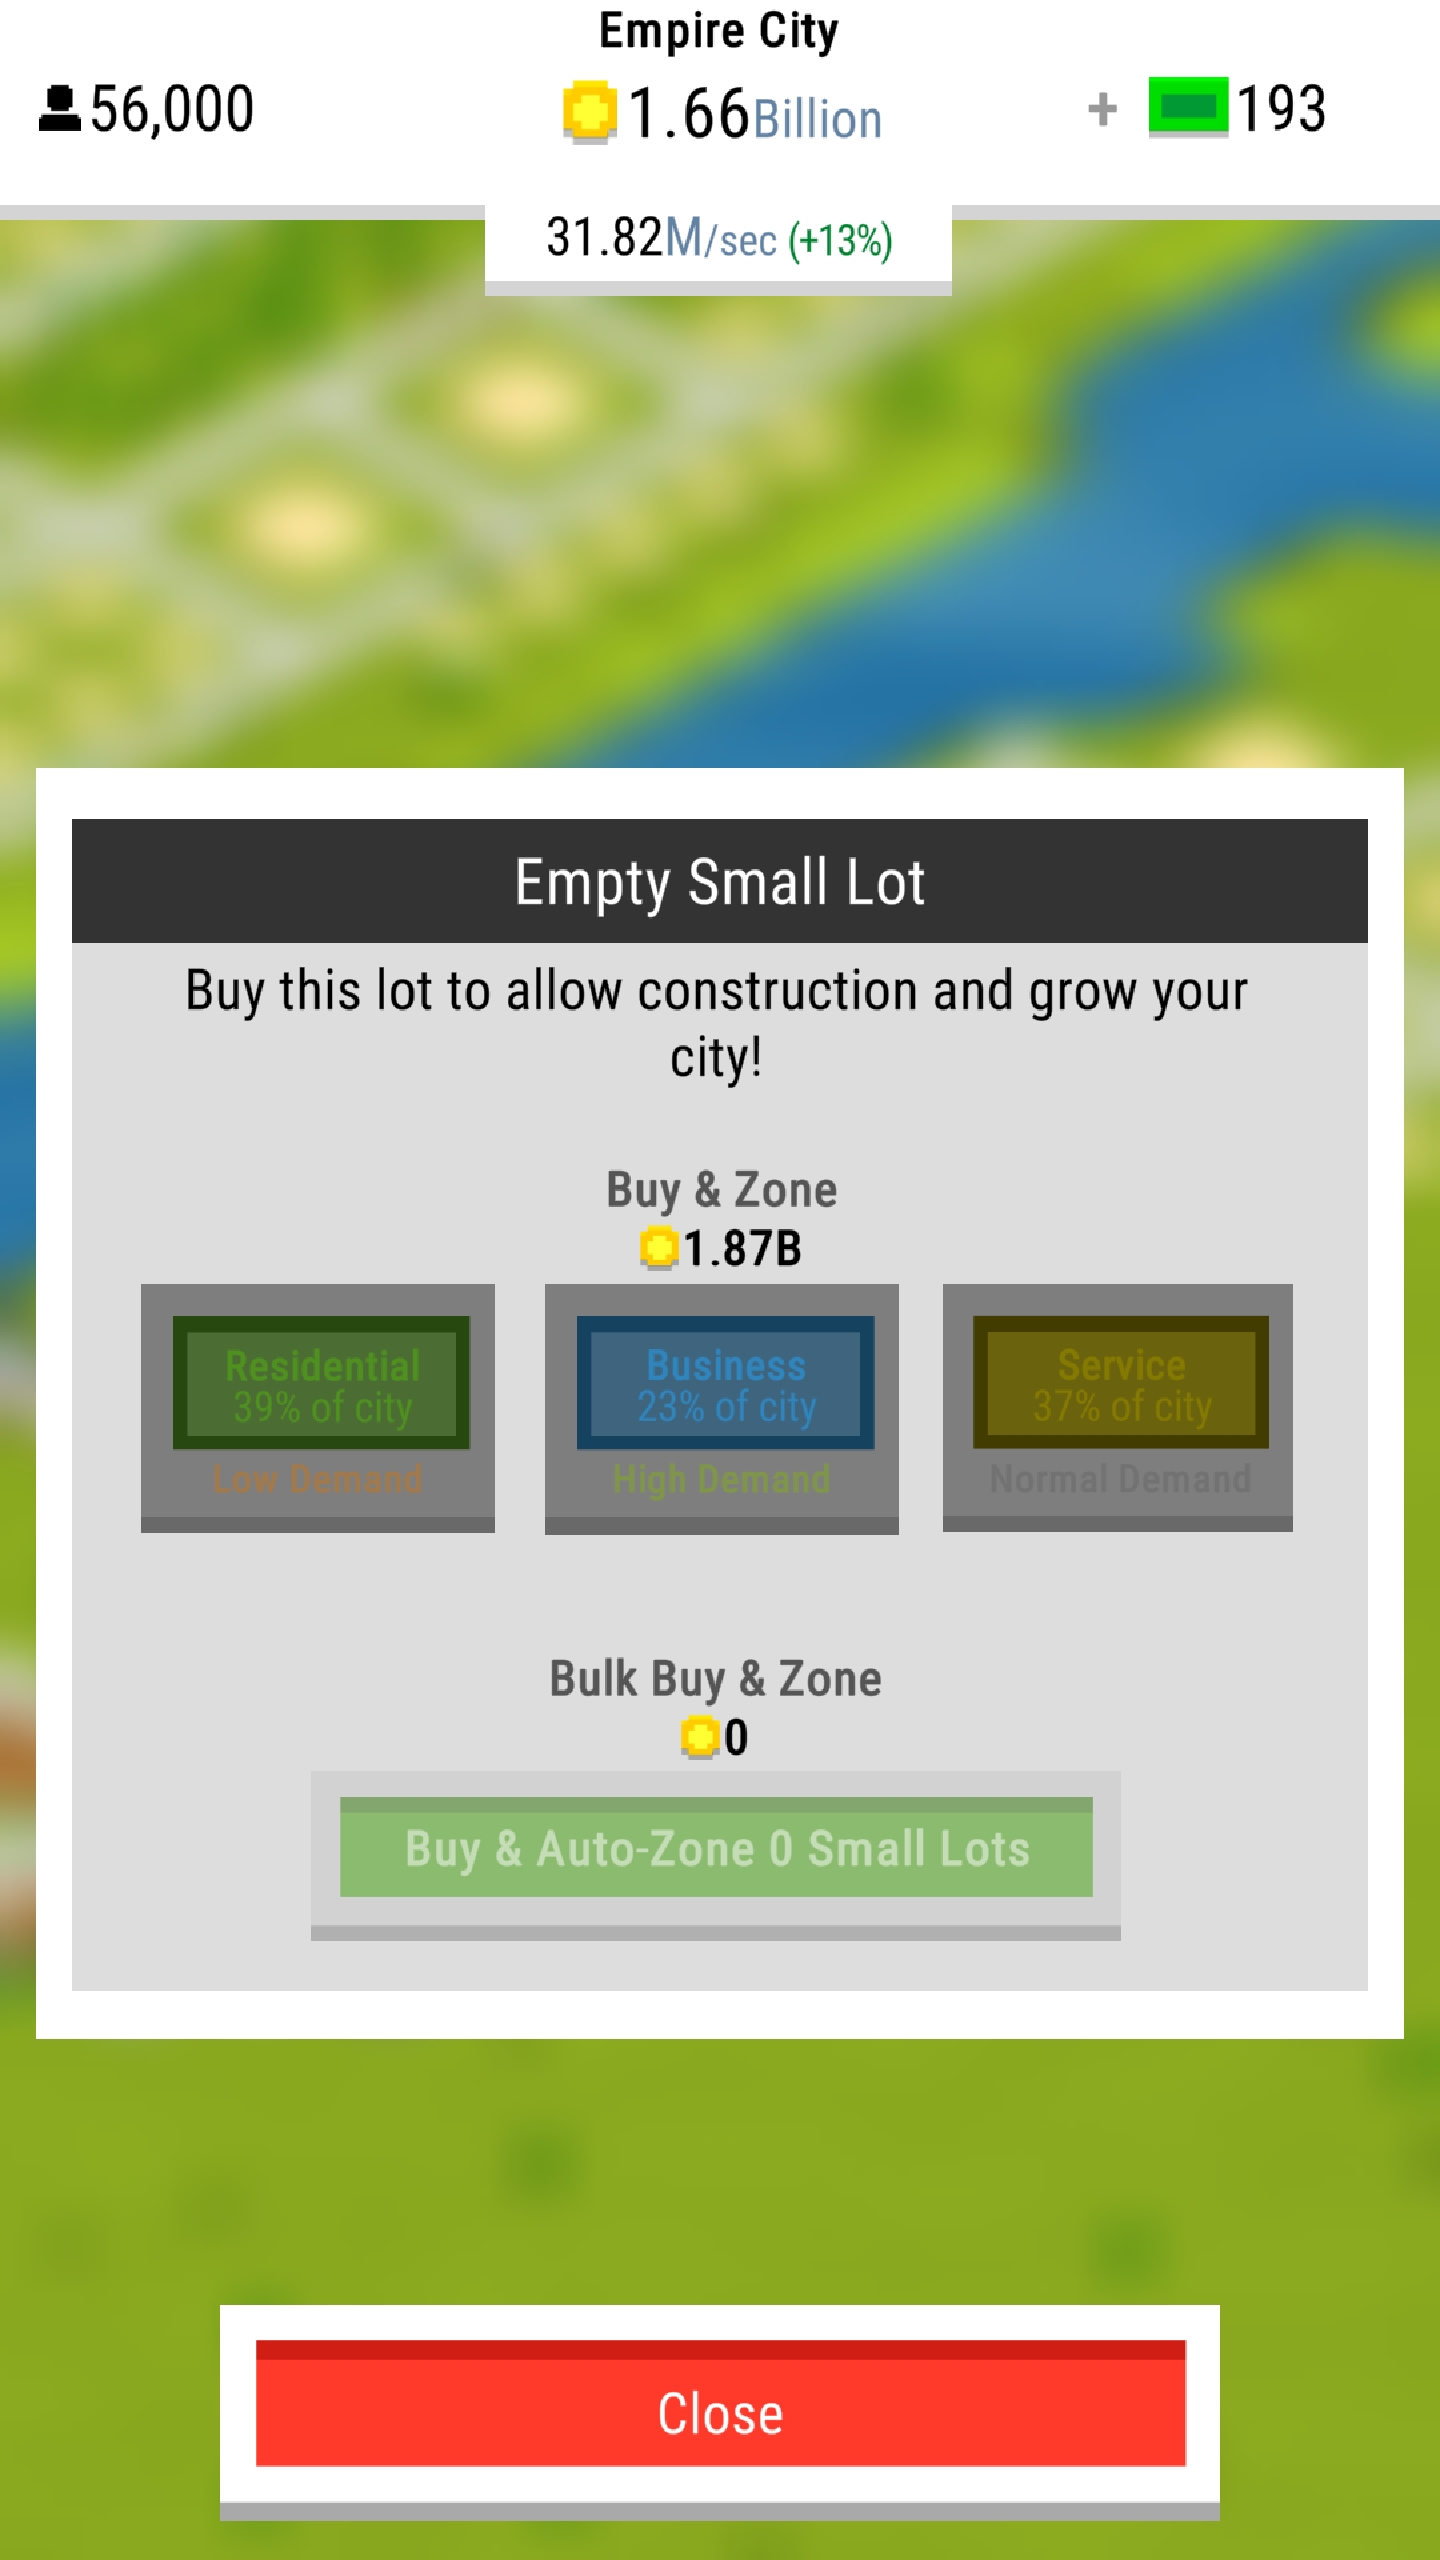 Empire City
56,000
1.66Billion
+ 193
31.82M/sec (+13%)
Empty Small Lot
Buy this lot to allow construction and grow your
city!
Buy & Zone
1.87B
Residential
39% of city
Low Demand
Business
23% of city
High Demand
Service
37% of city
Normal Demand
Bulk Buy & Zone
0
Buy & Auto-Zone 0 Small Lots
Close